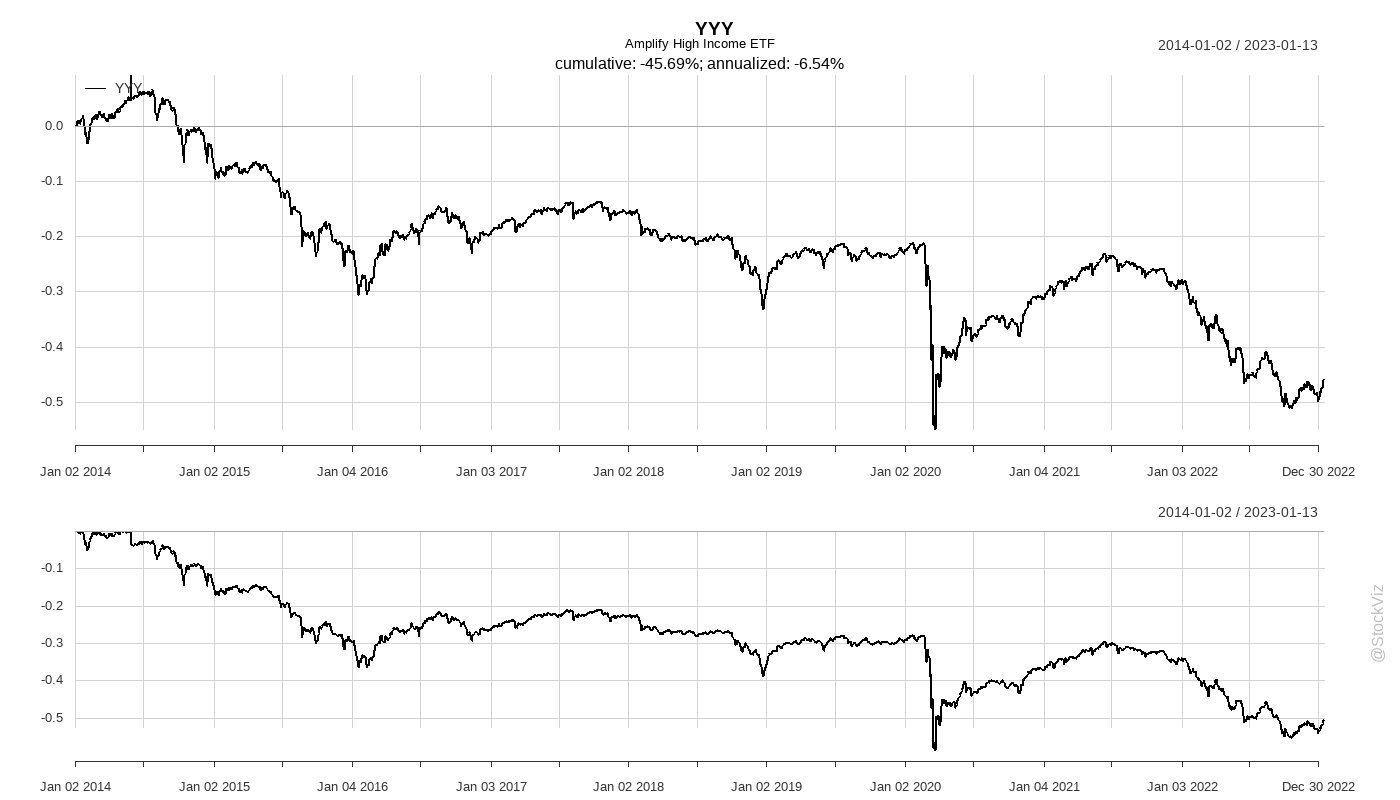 YYY
Amplify High Income ETF
cumulative: -45.69%; annualized: -6.54%
2014-01-02 / 2023-01-13
YYY
0.0
-0.1
-0.2
-0.3
-0.4
-0.5
Jan 02 2014 Jan 02 2015 Jan 04 2016 Jan 03 2017 Jan 02 2018 Jan 02 2019 Jan 02 2020 Jan 04 2021 Jan 03 2022 Dec 30 2022
2014-01-02 / 2023-01-13
-0.1
-0.2
-0.3
-0.4
-0.5
Jan 02 2014 Jan 02 2015 Jan 04 2016 Jan 03 2017 Jan 02 2018 Jan 02 2019 Jan 02 2020 Jan 04 2021 Jan 03 2022 Dec 30 2022
@StockViz